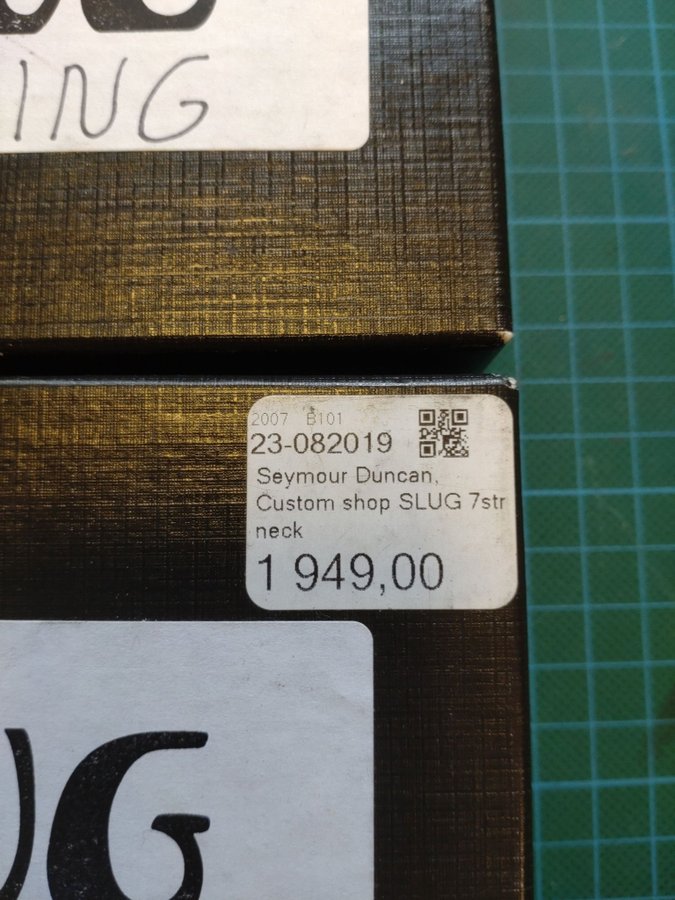 ING
2007 B101
23-082019
Seymour Duncan,
Custom shop SLUG 7str
neck
1 949,00
UG